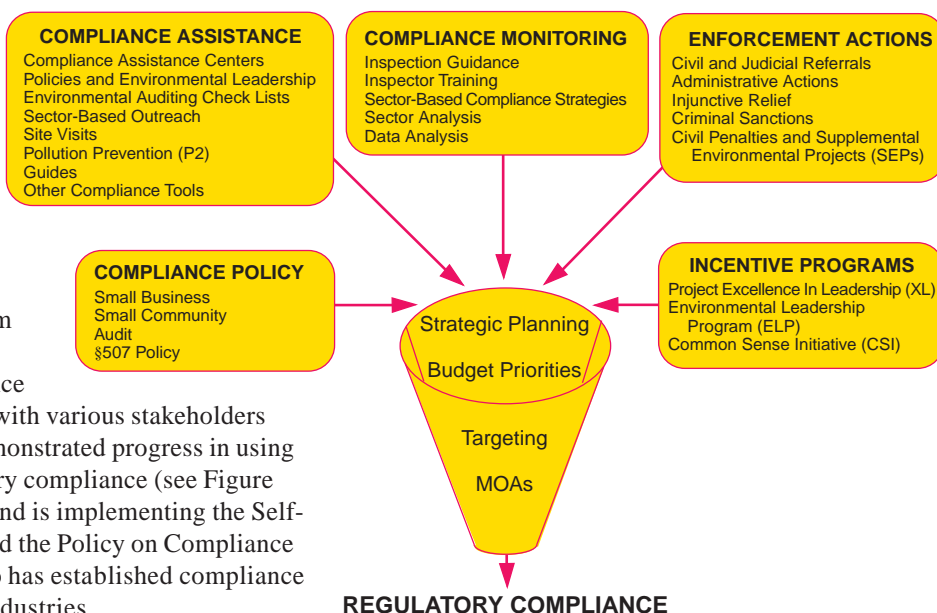 COMPLIANCE ASSISTANCE
Compliance Assistance Centers
Policies and Environmental Leadership
Environmental Auditing Check Lists
Sector-Based Outreach
Site Visits
Pollution Prevention (P2)
Guides
Other Compliance Tools
COMPLIANCE MONITORING
Inspection Guidance
Inspector Training
Sector-Based Compliance Strategies
Sector Analysis
Data Analysis
ENFORCEMENT ACTIONS
Civil and Judicial Referrals
Administrative Actions
Injunctive Relief
Criminal Sanctions
Civil Penalties and Supplemental
Environmental Projects (SEPs)
COMPLIANCE POLICY
Small Business
Small Community
Audit
§507 Policy
INCENTIVE PROGRAMS
Project Excellence In Leadership (XL)
Environmental Leadership
Program (ELP)
Common Sense Initiative (CSI)
Strategic Planning
Budget Priorities
Targeting
MOAs
REGULATORY COMPLIANCE
with various stakeholders
progress in using
compliance (see Figure
is implementing the Self-
the Policy on Compliance
has established compliance